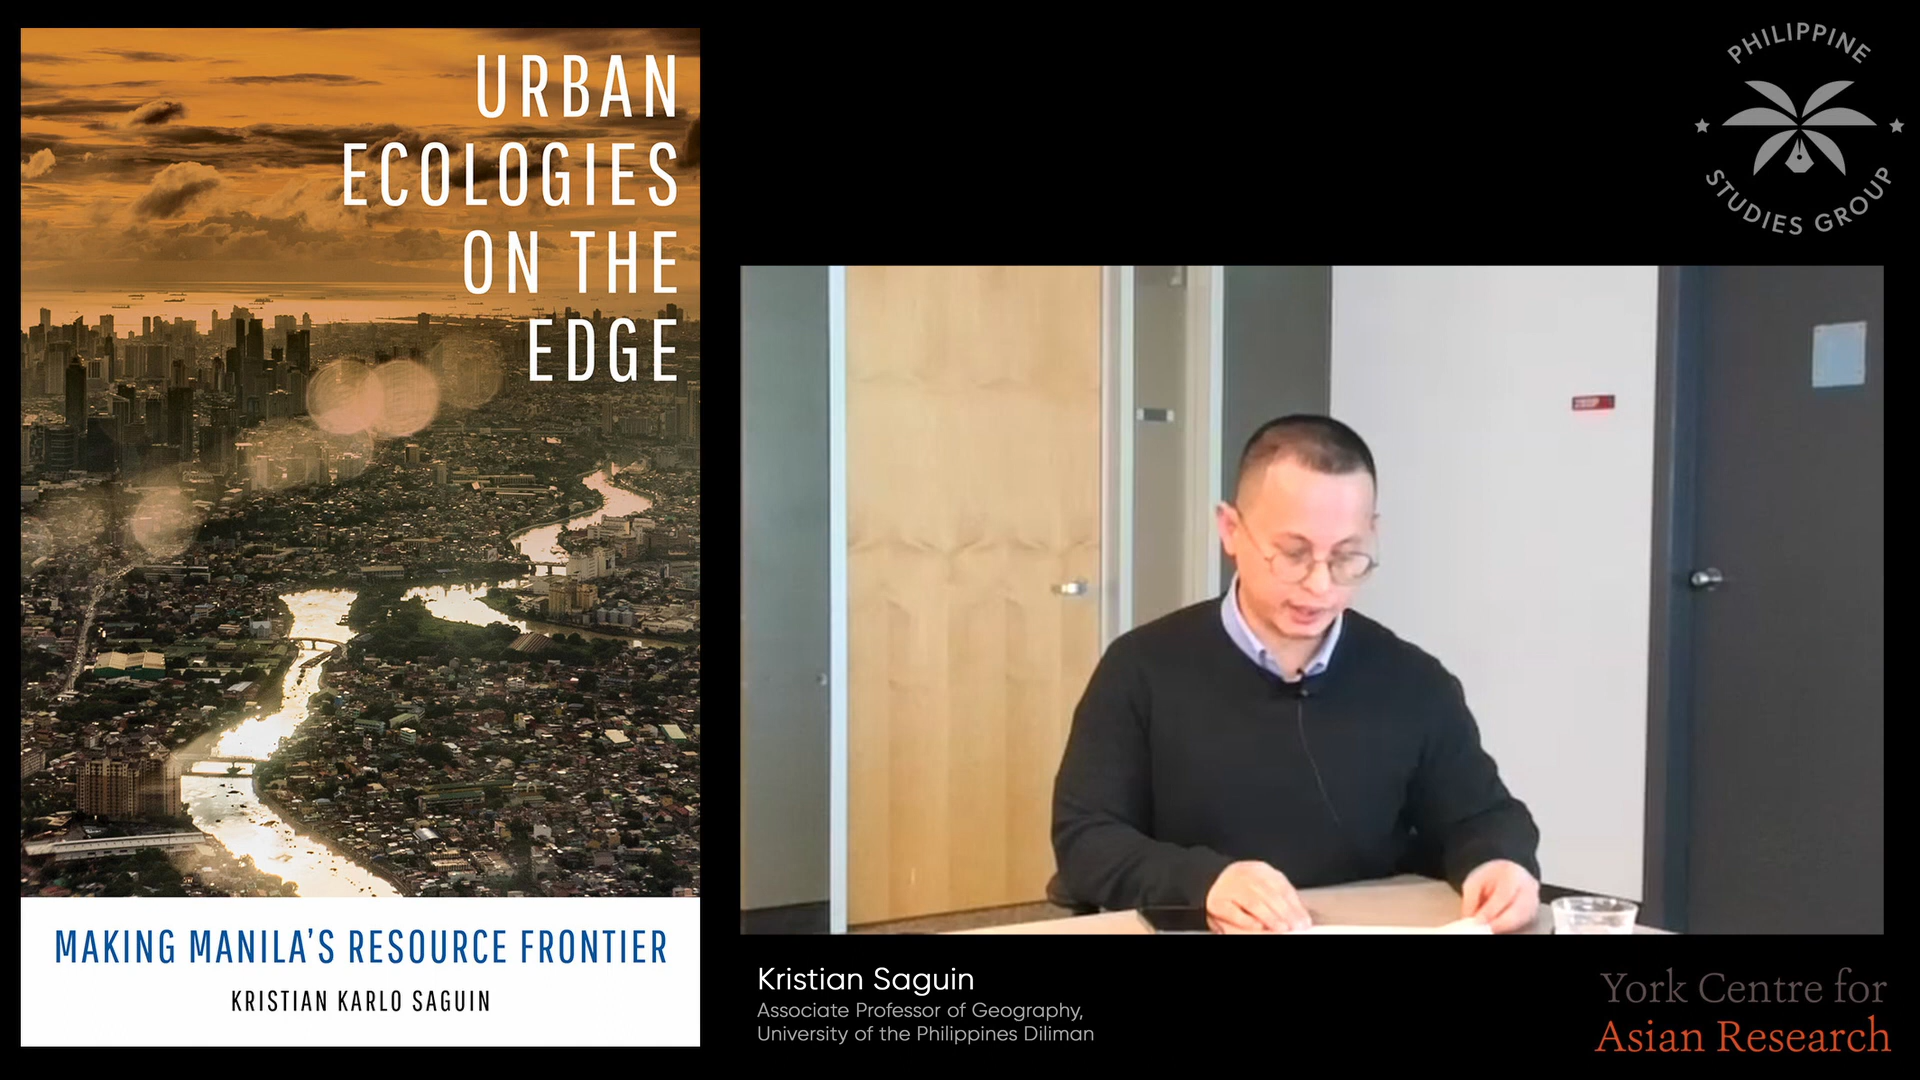 URBAN
ECOLOGIES
ON THE
EDGE
MAKING MANILA'S RESOURCE FRONTIER
KRISTIAN KARLO SAGUIN
PHILIPPINE
STUDIES GROUP
Kristian Saguin
Associate Professor of Geography,
University of the Philippines Diliman
York Centre for
Asian Research